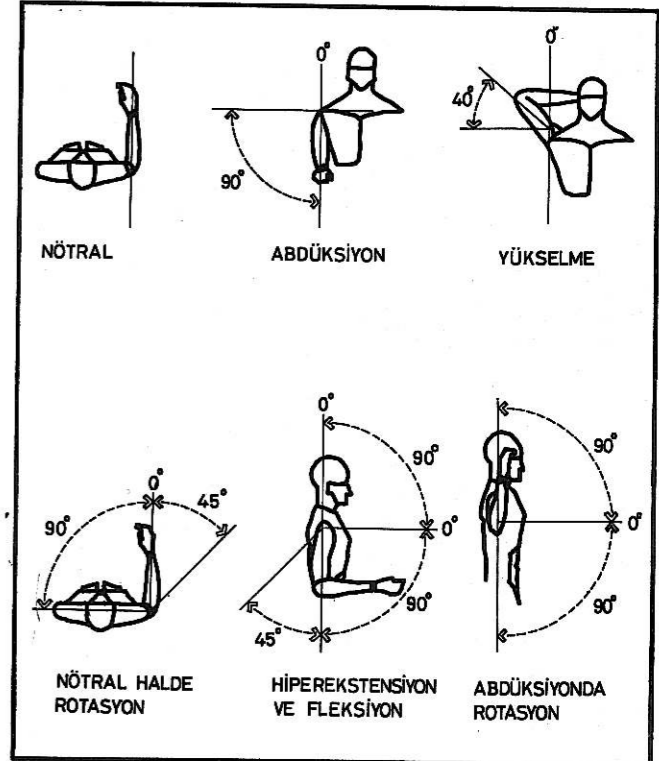 0°
90°
NÖTRAL
ABDÜKSİYON
0°
40°
YÜKSELME
0°
90°
45°
NÖTRAL HALDE
ROTASYON
0°
90°
0°
90°
45°
HİPEREKSTENSİYON
VE FLEKSİYON
90°
0°
90°
ABDÜKSİYONDA
ROTASYON